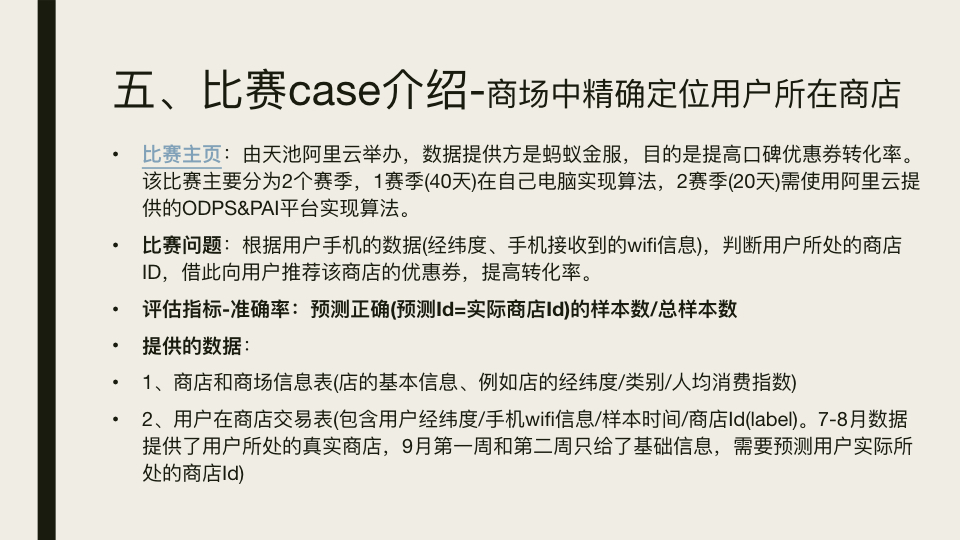 五、比赛case介绍-商场中精确定位用户所在商店
• 比赛主页：由天池阿里云举办，数据提供方是蚂蚁金服，目的是提高口碑优惠券转化率。
该比赛主要分为2个赛季，1赛季(40天)在自己电脑实现算法，2赛季(20天)需使用阿里云提
供的ODPS&PAI平台实现算法。
• 比赛问题：根据用户手机的数据(经纬度、手机接收到的wifi信息)，判断用户所处的商店
ID，借此向用户推荐该商店的优惠券，提高转化率。
• 评估指标-准确率：预测正确(预测Id=实际商店Id)的样本数/总样本数
• 提供的数据：
• 1、商店和商场信息表(店的基本信息、例如店的经纬度/类别/人均消费指数)
• 2、用户在商店交易表(包含用户经纬度/手机wifi信息/样本时间/商店Id(label)。7-8月数据
提供了用户所处的真实商店，9月第一周和第二周只给了基础信息，需要预测用户实际所
处的商店Id)